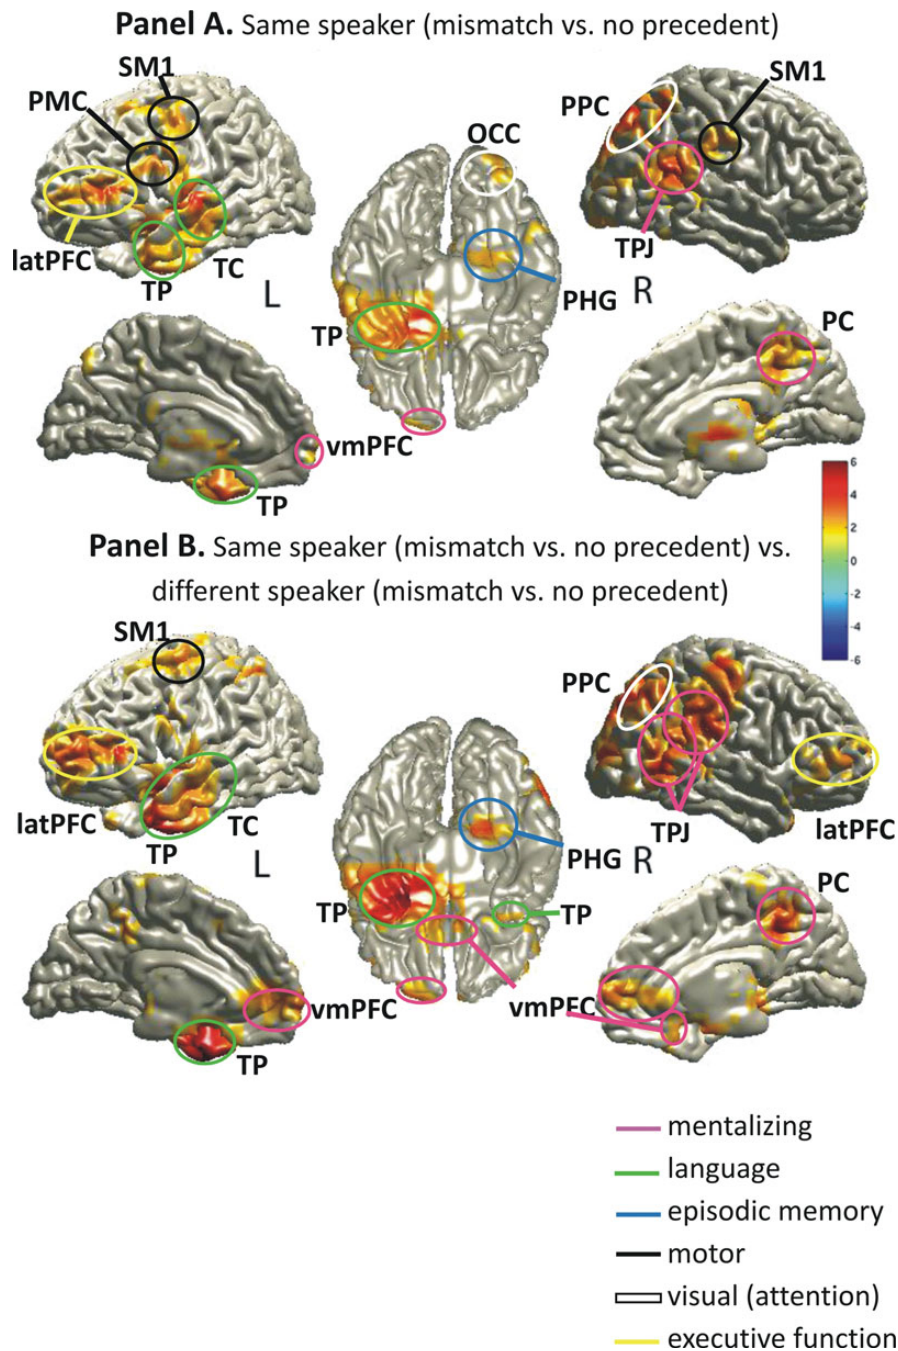 Panel A. Same speaker (mismatch vs. no precedent)
SM1
PMC
latPFC
TP
TC
L
OCC
PHG
TP
vmPFC
TP
SM1
PPC
TPJ
R
PC
6
4
2
0
-2
-4
-6
Panel B. Same speaker (mismatch vs. no precedent) vs.
different speaker (mismatch vs. no precedent)
SM1
latPFC
TP
TC
L
PHG
TP
TP
vmPFC
vmPFC
TP
PPC
TPJ
latPFC
R
PC
mentalizing
language
episodic memory
motor
visual (attention)
executive function